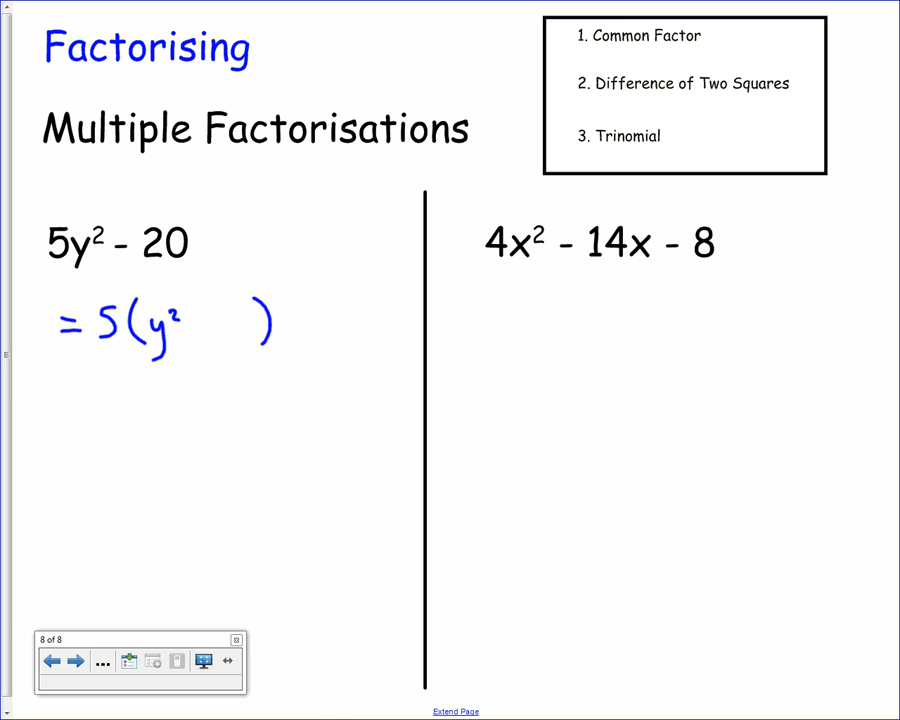 Factorising
Multiple Factorisations
1. Common Factor
2. Difference of Two Squares
3. Trinomial
5y² - 20
= 5(y² )
4x² - 14x - 8
8 of 8
Extend Page